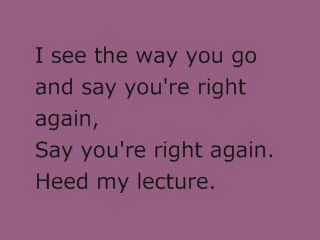 I see the way you go
and say you're right
again,
Say you're right again.
Heed my lecture.